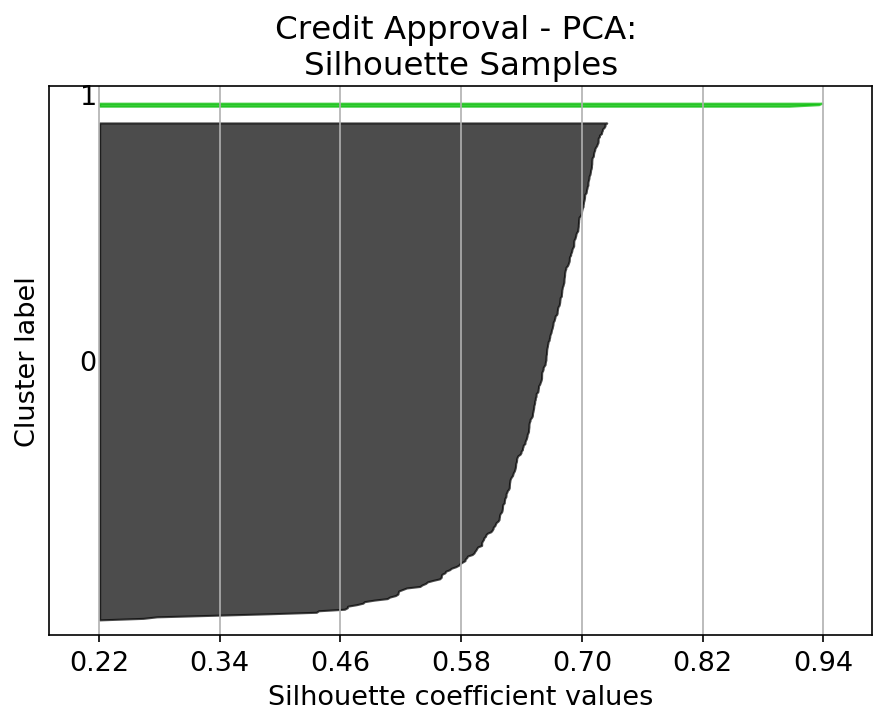 Credit Approval - PCA:
Silhouette Samples
1
0
Cluster label
0.22 0.34 0.46 0.58 0.70 0.82 0.94
Silhouette coefficient values